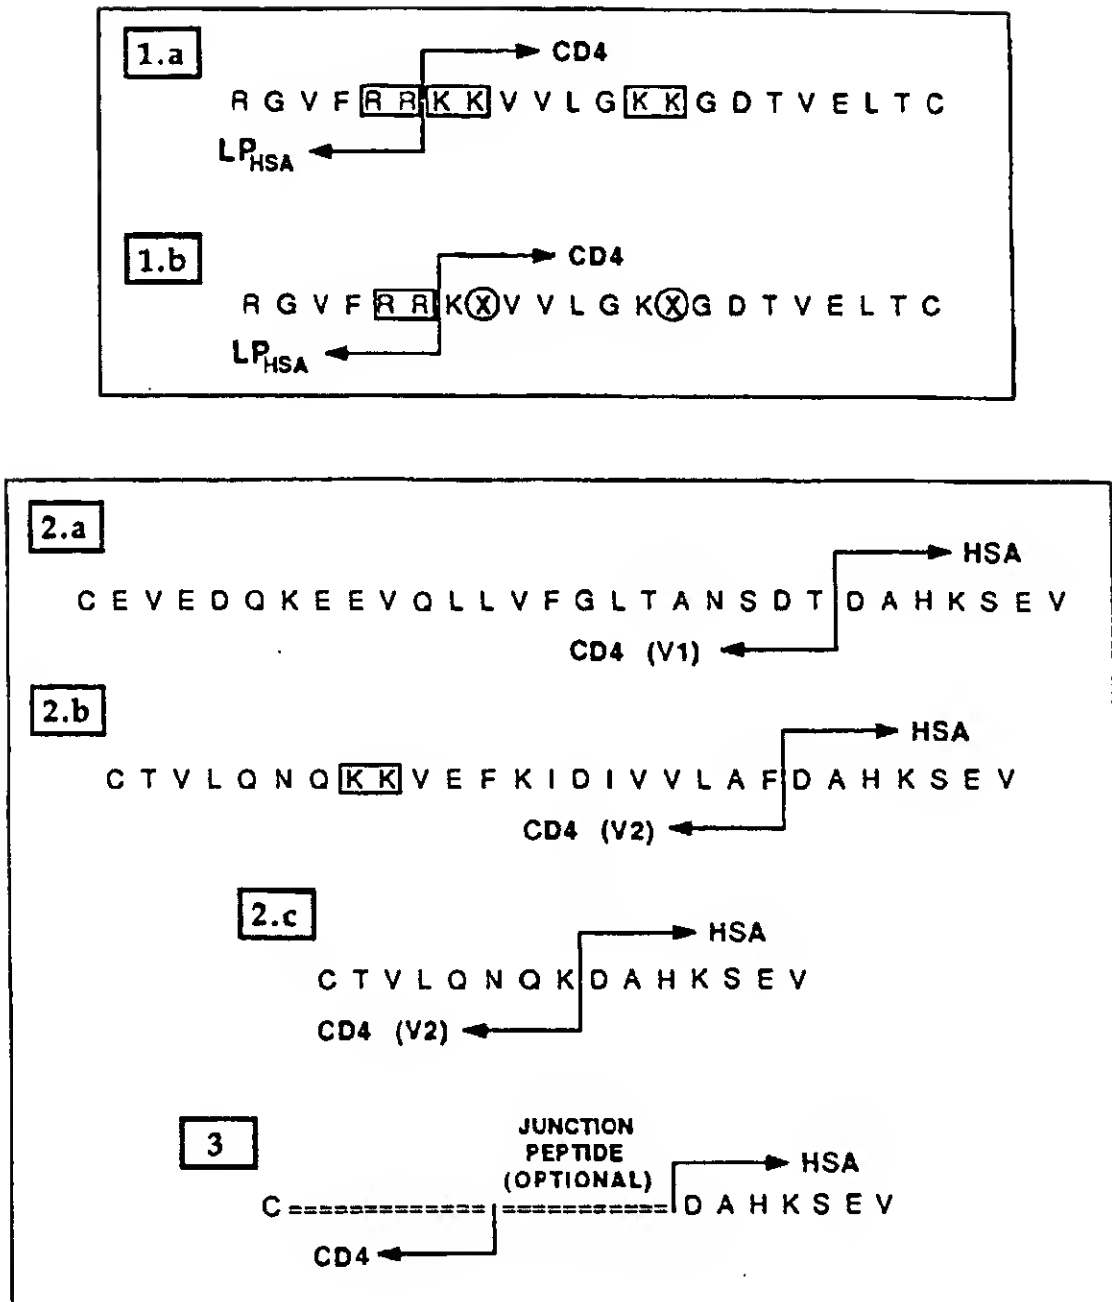 1.a
CD4
R G V F R R K K V V L G K K G D T V E L T C
LPHSA
1.b
CD4
R G V F R R K X V V L G K X G D T V E L T C
LPHSA
2.a
HSA
C E V E D Q K E E V Q L L V F G L T A N S D T D A H K S E V
CD4 (V1)
2.b
HSA
C T V L Q N Q K K V E F K I D I V V L A F D A H K S E V
CD4 (V2)
2.c
HSA
C T V L Q N Q K D A H K S E V
CD4 (V2)
3
JUNCTION
PEPTIDE
(OPTIONAL)
HSA
C ============= =========== D A H K S E V
CD4